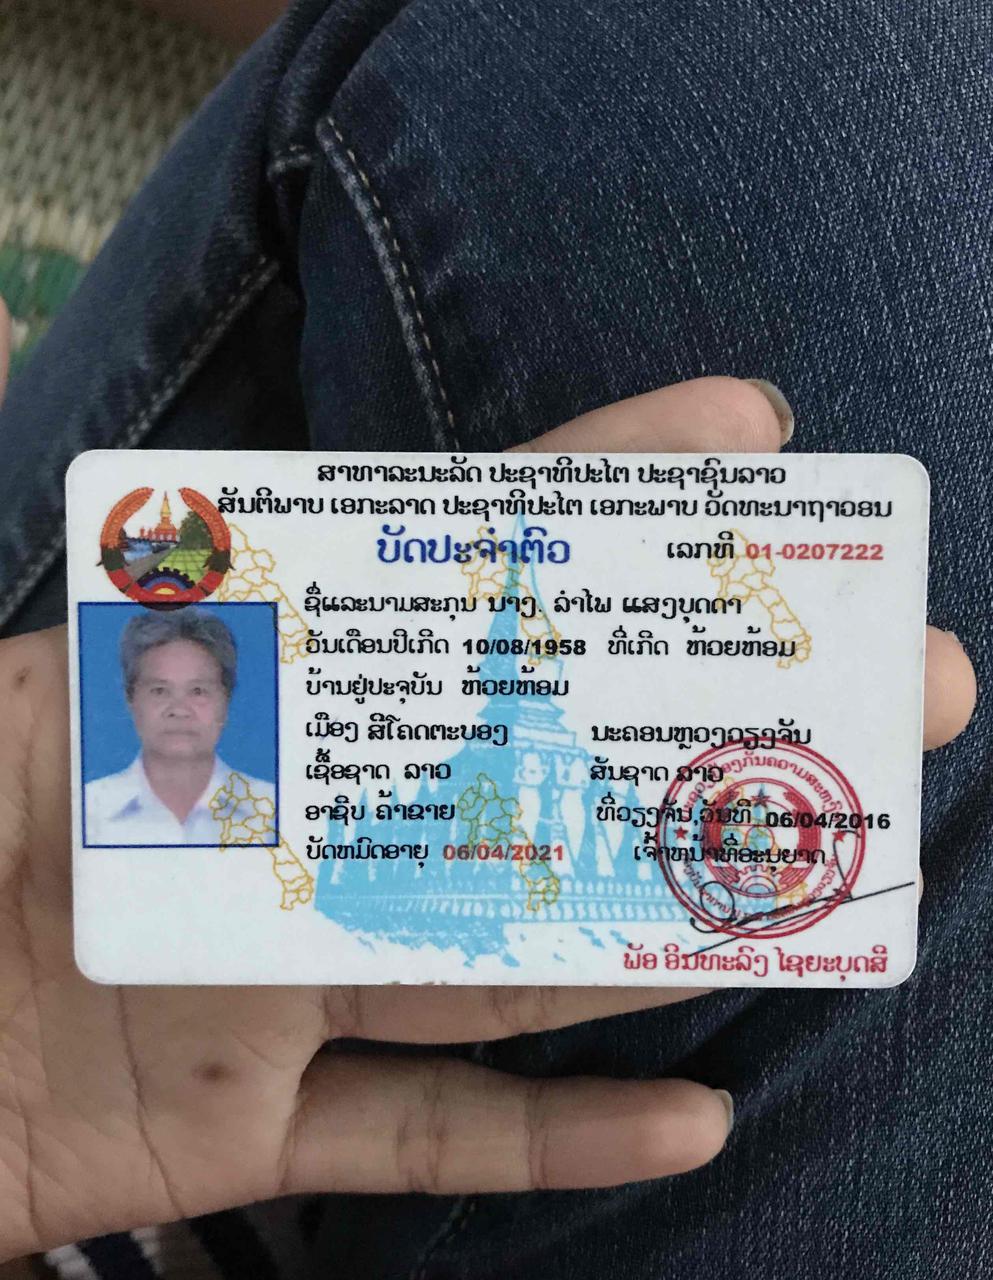 ສາທາລະນະລັດ ປະຊາທິປະໄຕ ປະຊາຊົນລາວ
ສັນຕິພາບ ເອກະລາດ ປະຊາທິປະໄຕ ເອກະພາບ ວັດທະນາຖາວອນ
ບັດປະຈຳຕົວ ເລກທີ 01-0207222
ຊື່ແລະນາມສະກຸນ ນາງ. ລຳໄພ ແສງບຸດດາ
ວັນເດືອນປີເກີດ 10/08/1958 ທີ່ເກີດ ຫ້ວຍຫ້ອມ
ບ້ານຢູ່ປະຈຸບັນ ຫ້ວຍຫ້ອມ
ເມືອງ ສີໂຄດຕະບອງ ນະຄອນຫຼວງວຽງຈັນ
ເຊື້ອຊາດ ລາວ ສັນຊາດ ລາວ
ອາຊີບ ຄ້າຂາຍ ທີ່ວຽງຈັນ,ວັນທີ 06/04/2016
ບັດຫມົດອາຍຸ 06/04/2021 ເຈົ້າຫນ້າທີ່ອະນຸຍາດ
ພັອ ອິນທະລົງ ໄຊຍະບຸດສີ